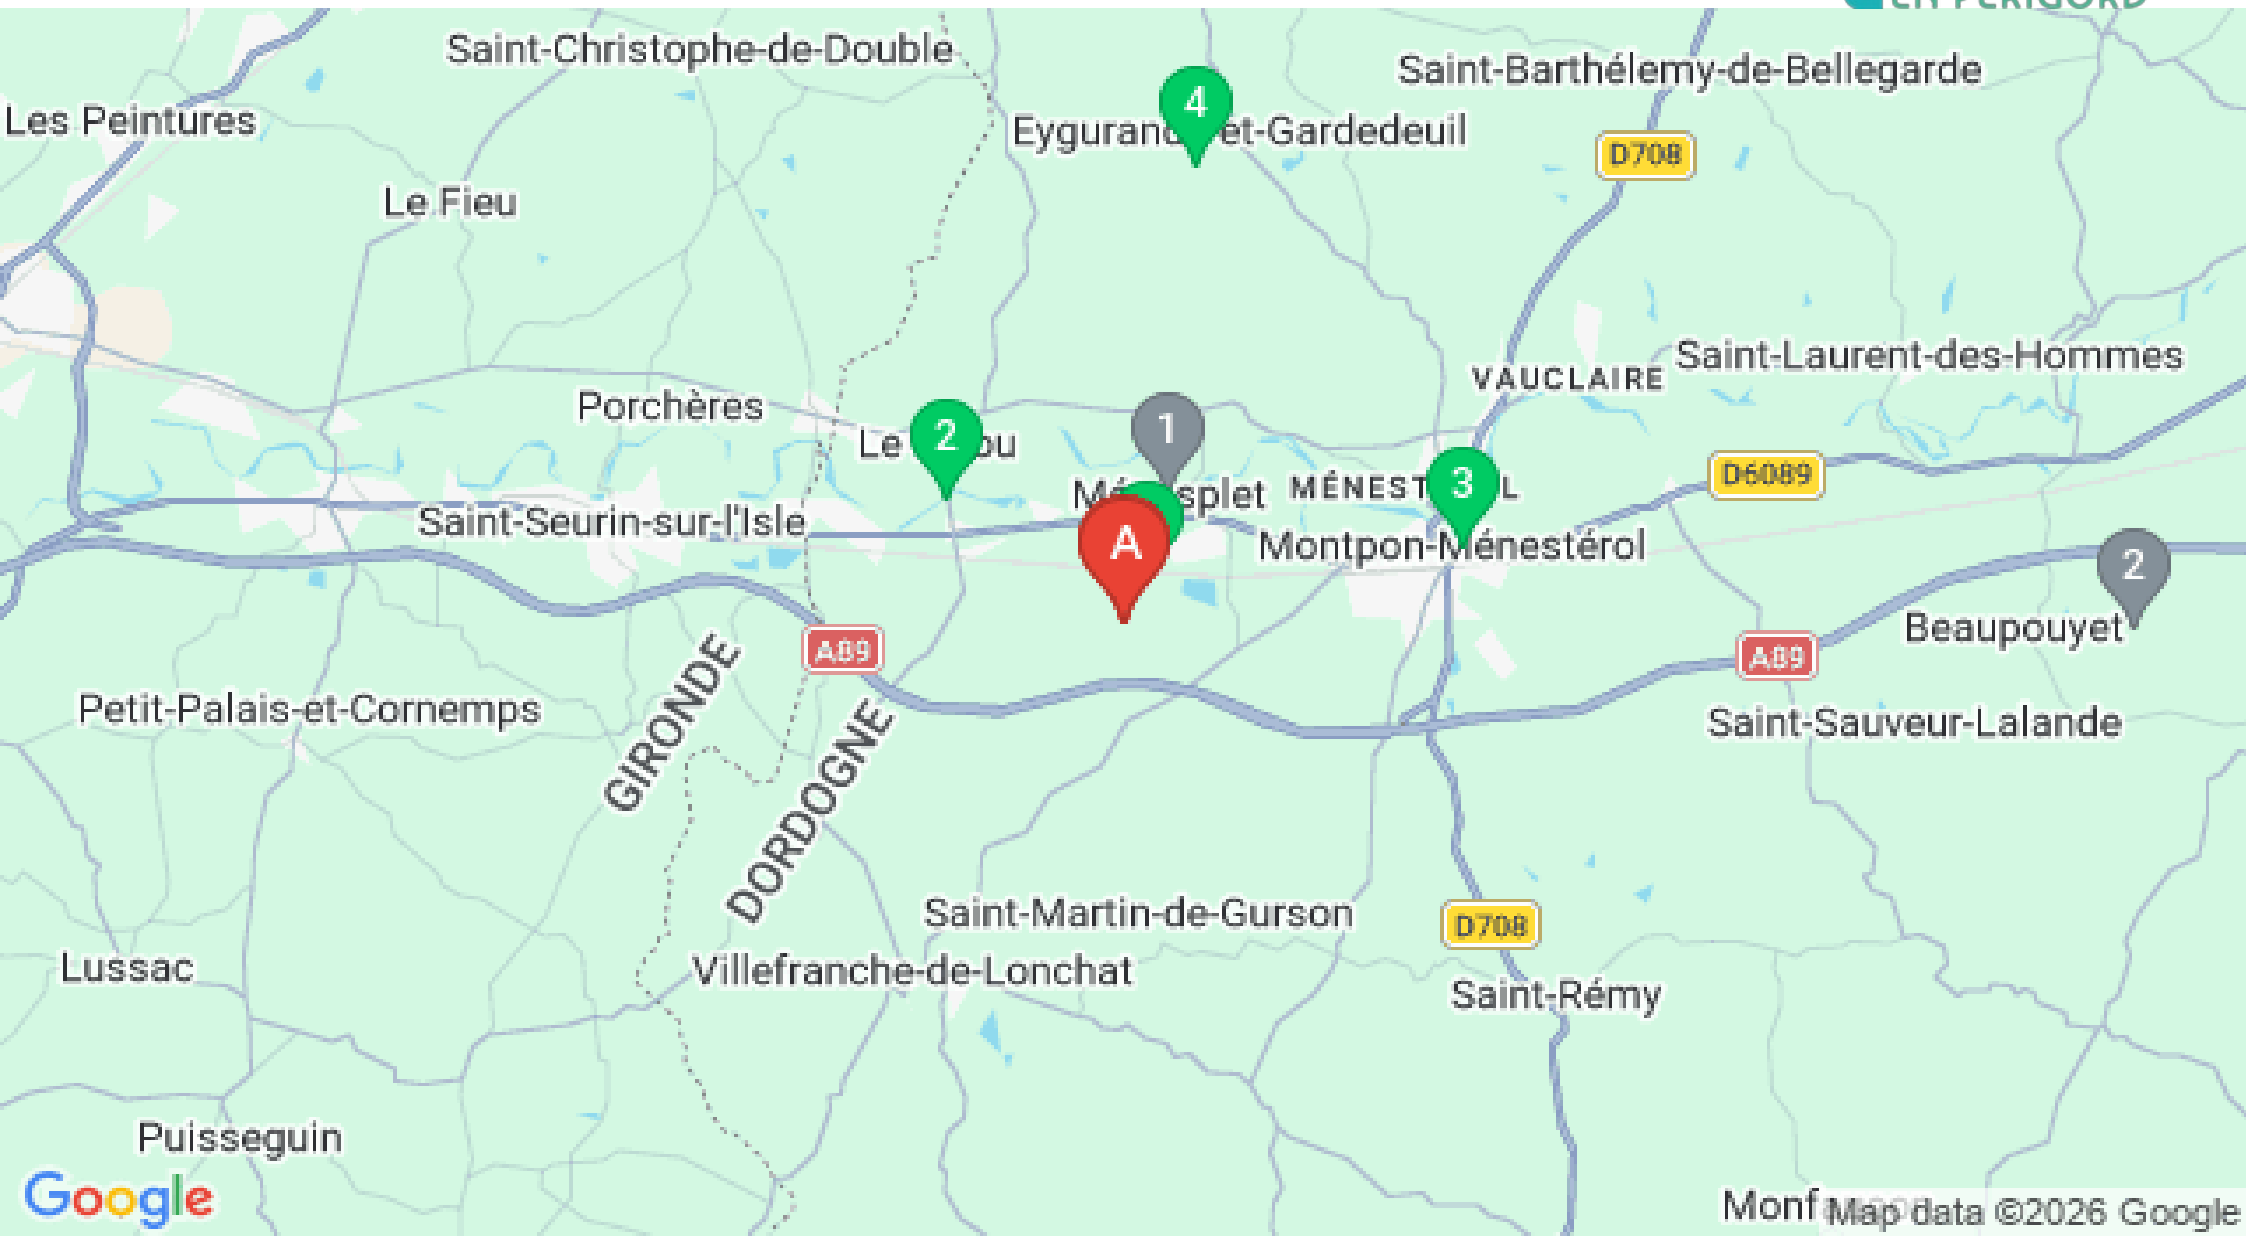 EN PÉRIGORD
Saint-Christophe-de-Double
Saint-Barthélemy-de-Bellegarde
4
Les Peintures
et-Gardedeuil
D708
Le Fieu
Saint-Laurent-des-Hommes
VAUCLAIRE
Porchères
1
2
Le
D6089
3
Saint-Seurin-sur-l'Isle
A
Montpon-Ménestérol
2
Beaupouyet
A89
A89
GIRONDE
Petit-Palais-et-Cornemps
Saint-Sauveur-Lalande
DORDOGNE
Saint-Martin-de-Gurson
D708
Lussac
Villefranche-de-Lonchat
Saint-Rémy
Puisseguin
Google
Map data ©2026 Google